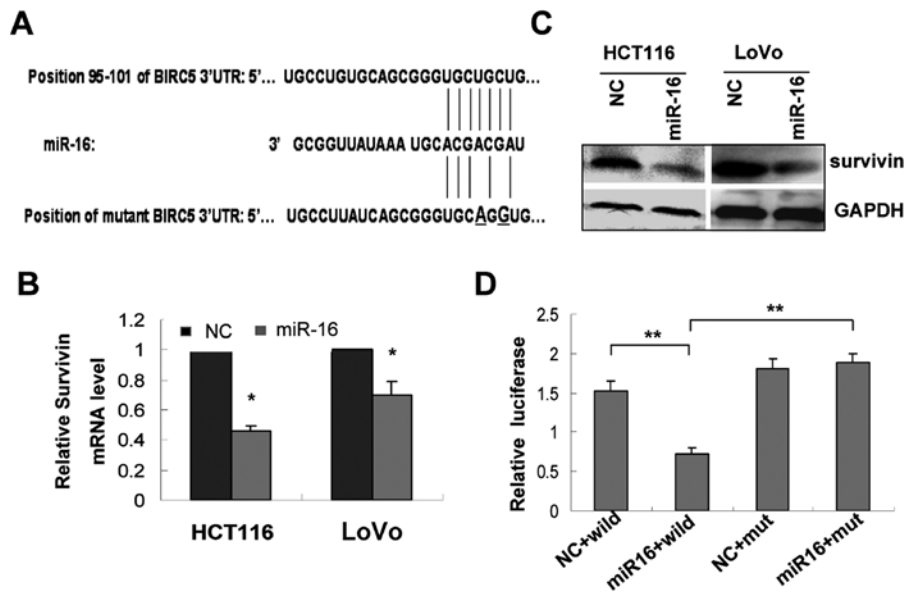 A
Position 95-101 of BIRC5 3'UTR: 5'... UGCCUGUGCAGCGGGUGCUGCUG...
miR-16: 3' GCGGUUAUAAA UGCACGACGAU
Position of mutant BIRC5 3'UTR: 5'... UGCCUUAUCAGCGGGUGCAGGUG...
B
Relative Survivin
mRNA level
1.2
1
0.8
0.6
0.4
0.2
0
NC
miR-16
*
*
HCT116
LoVo
C
HCT116
LoVo
NC
miR-16
NC
miR-16
survivin
GAPDH
D
Relative luciferase
2.5
2
1.5
1
0.5
0
**
**
NC+wild
miR16+wild
NC+mut
miR16+mut